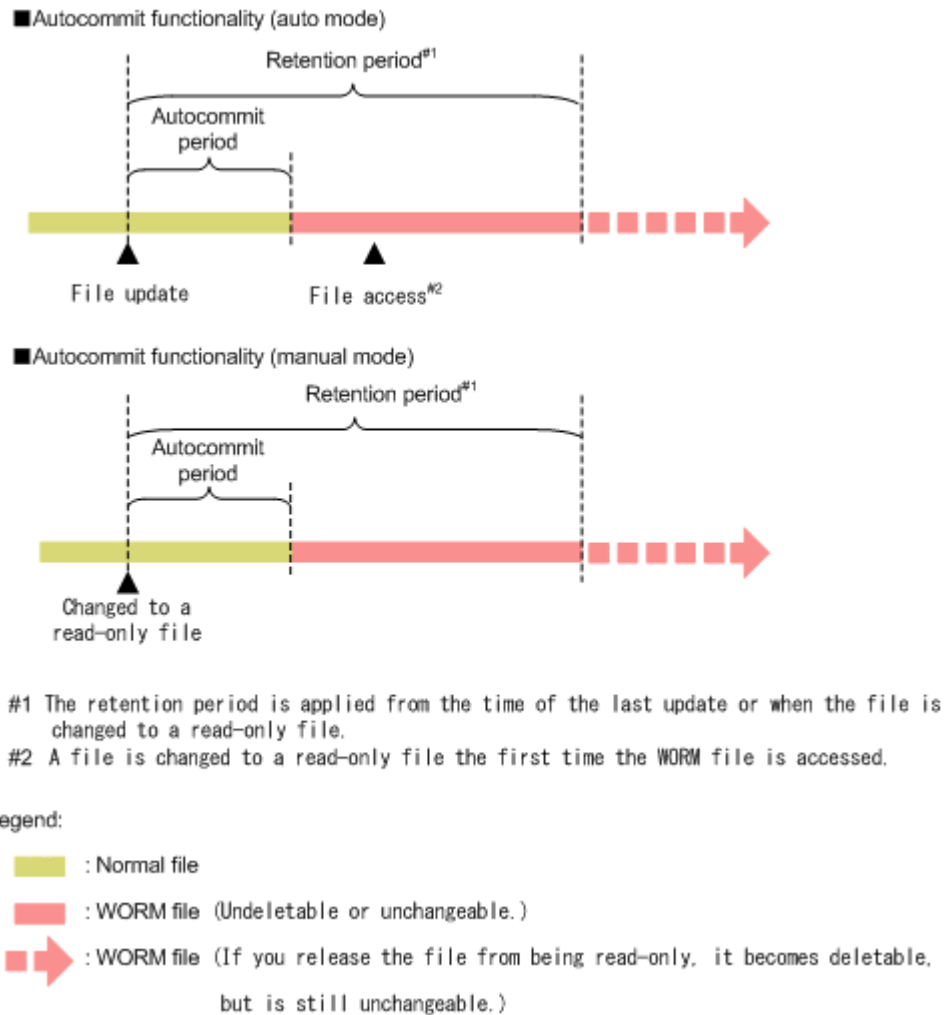 ■Autocommit functionality (auto mode)
Retention period#1
Autocommit
period
File update
File access#2
■Autocommit functionality (manual mode)
Retention period#1
Autocommit
period
Changed to a
read-only file
#1 The retention period is applied from the time of the last update or when the file is
changed to a read-only file.
#2 A file is changed to a read-only file the first time the WORM file is accessed.
egend:
: Normal file
: WORM file (Undeletable or unchangeable.)
: WORM file (If you release the file from being read-only, it becomes deletable,
but is still unchangeable.)